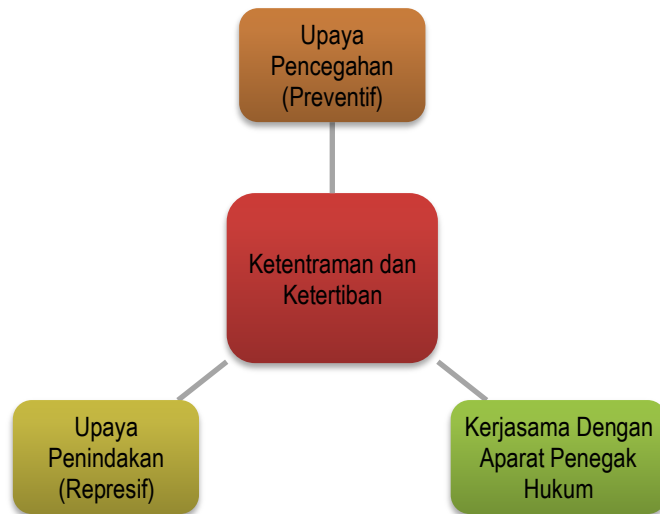 Upaya
Pencegahan
(Preventif)
Ketentraman dan
Ketertiban
Upaya
Penindakan
(Represif)
Kerjasama Dengan
Aparat Penegak
Hukum